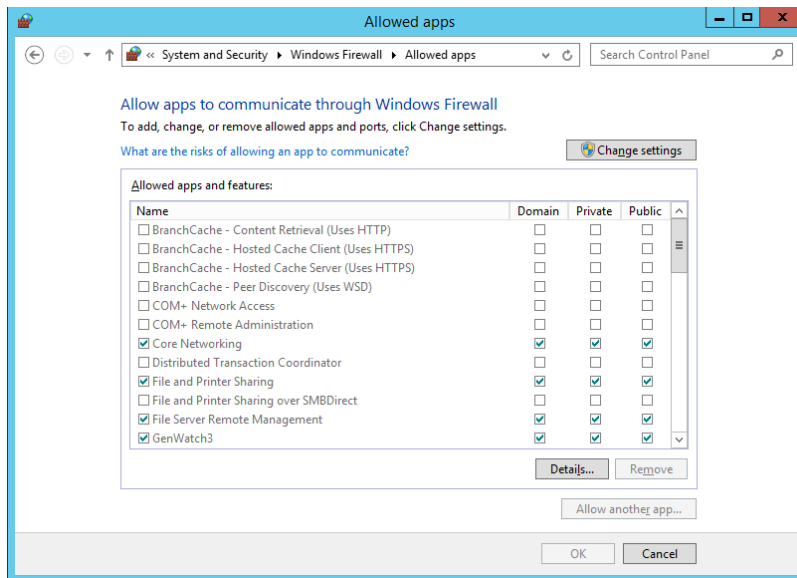 Allowed apps
« System and Security ▸ Windows Firewall ▸ Allowed apps
Search Control Panel
Allow apps to communicate through Windows Firewall
To add, change, or remove allowed apps and ports, click Change settings.
What are the risks of allowing an app to communicate?
Change settings
Allowed apps and features:
Name Domain Private Public
BranchCache - Content Retrieval (Uses HTTP)
BranchCache - Hosted Cache Client (Uses HTTPS)
BranchCache - Hosted Cache Server (Uses HTTPS)
BranchCache - Peer Discovery (Uses WSD)
COM+ Network Access
COM+ Remote Administration
Core Networking
Distributed Transaction Coordinator
File and Printer Sharing
File and Printer Sharing over SMBDirect
File Server Remote Management
GenWatch3
Details... Remove
Allow another app...
OK Cancel